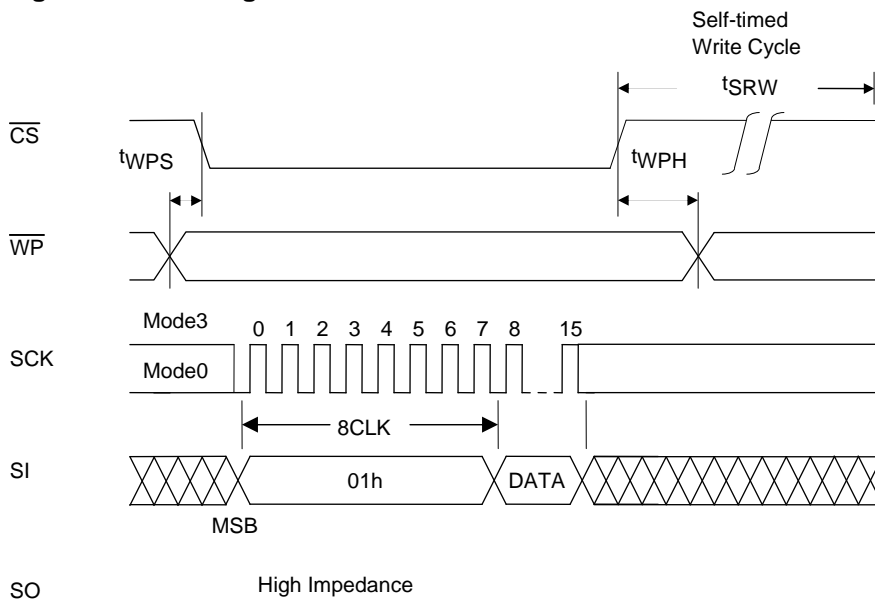 Self-timed
Write Cycle
tSRW
CS
tWPS
tWPH
WP
Mode3
0 1 2 3 4 5 6 7 8 15
SCK
Mode0
8CLK
SI
01h
DATA
MSB
High Impedance
SO